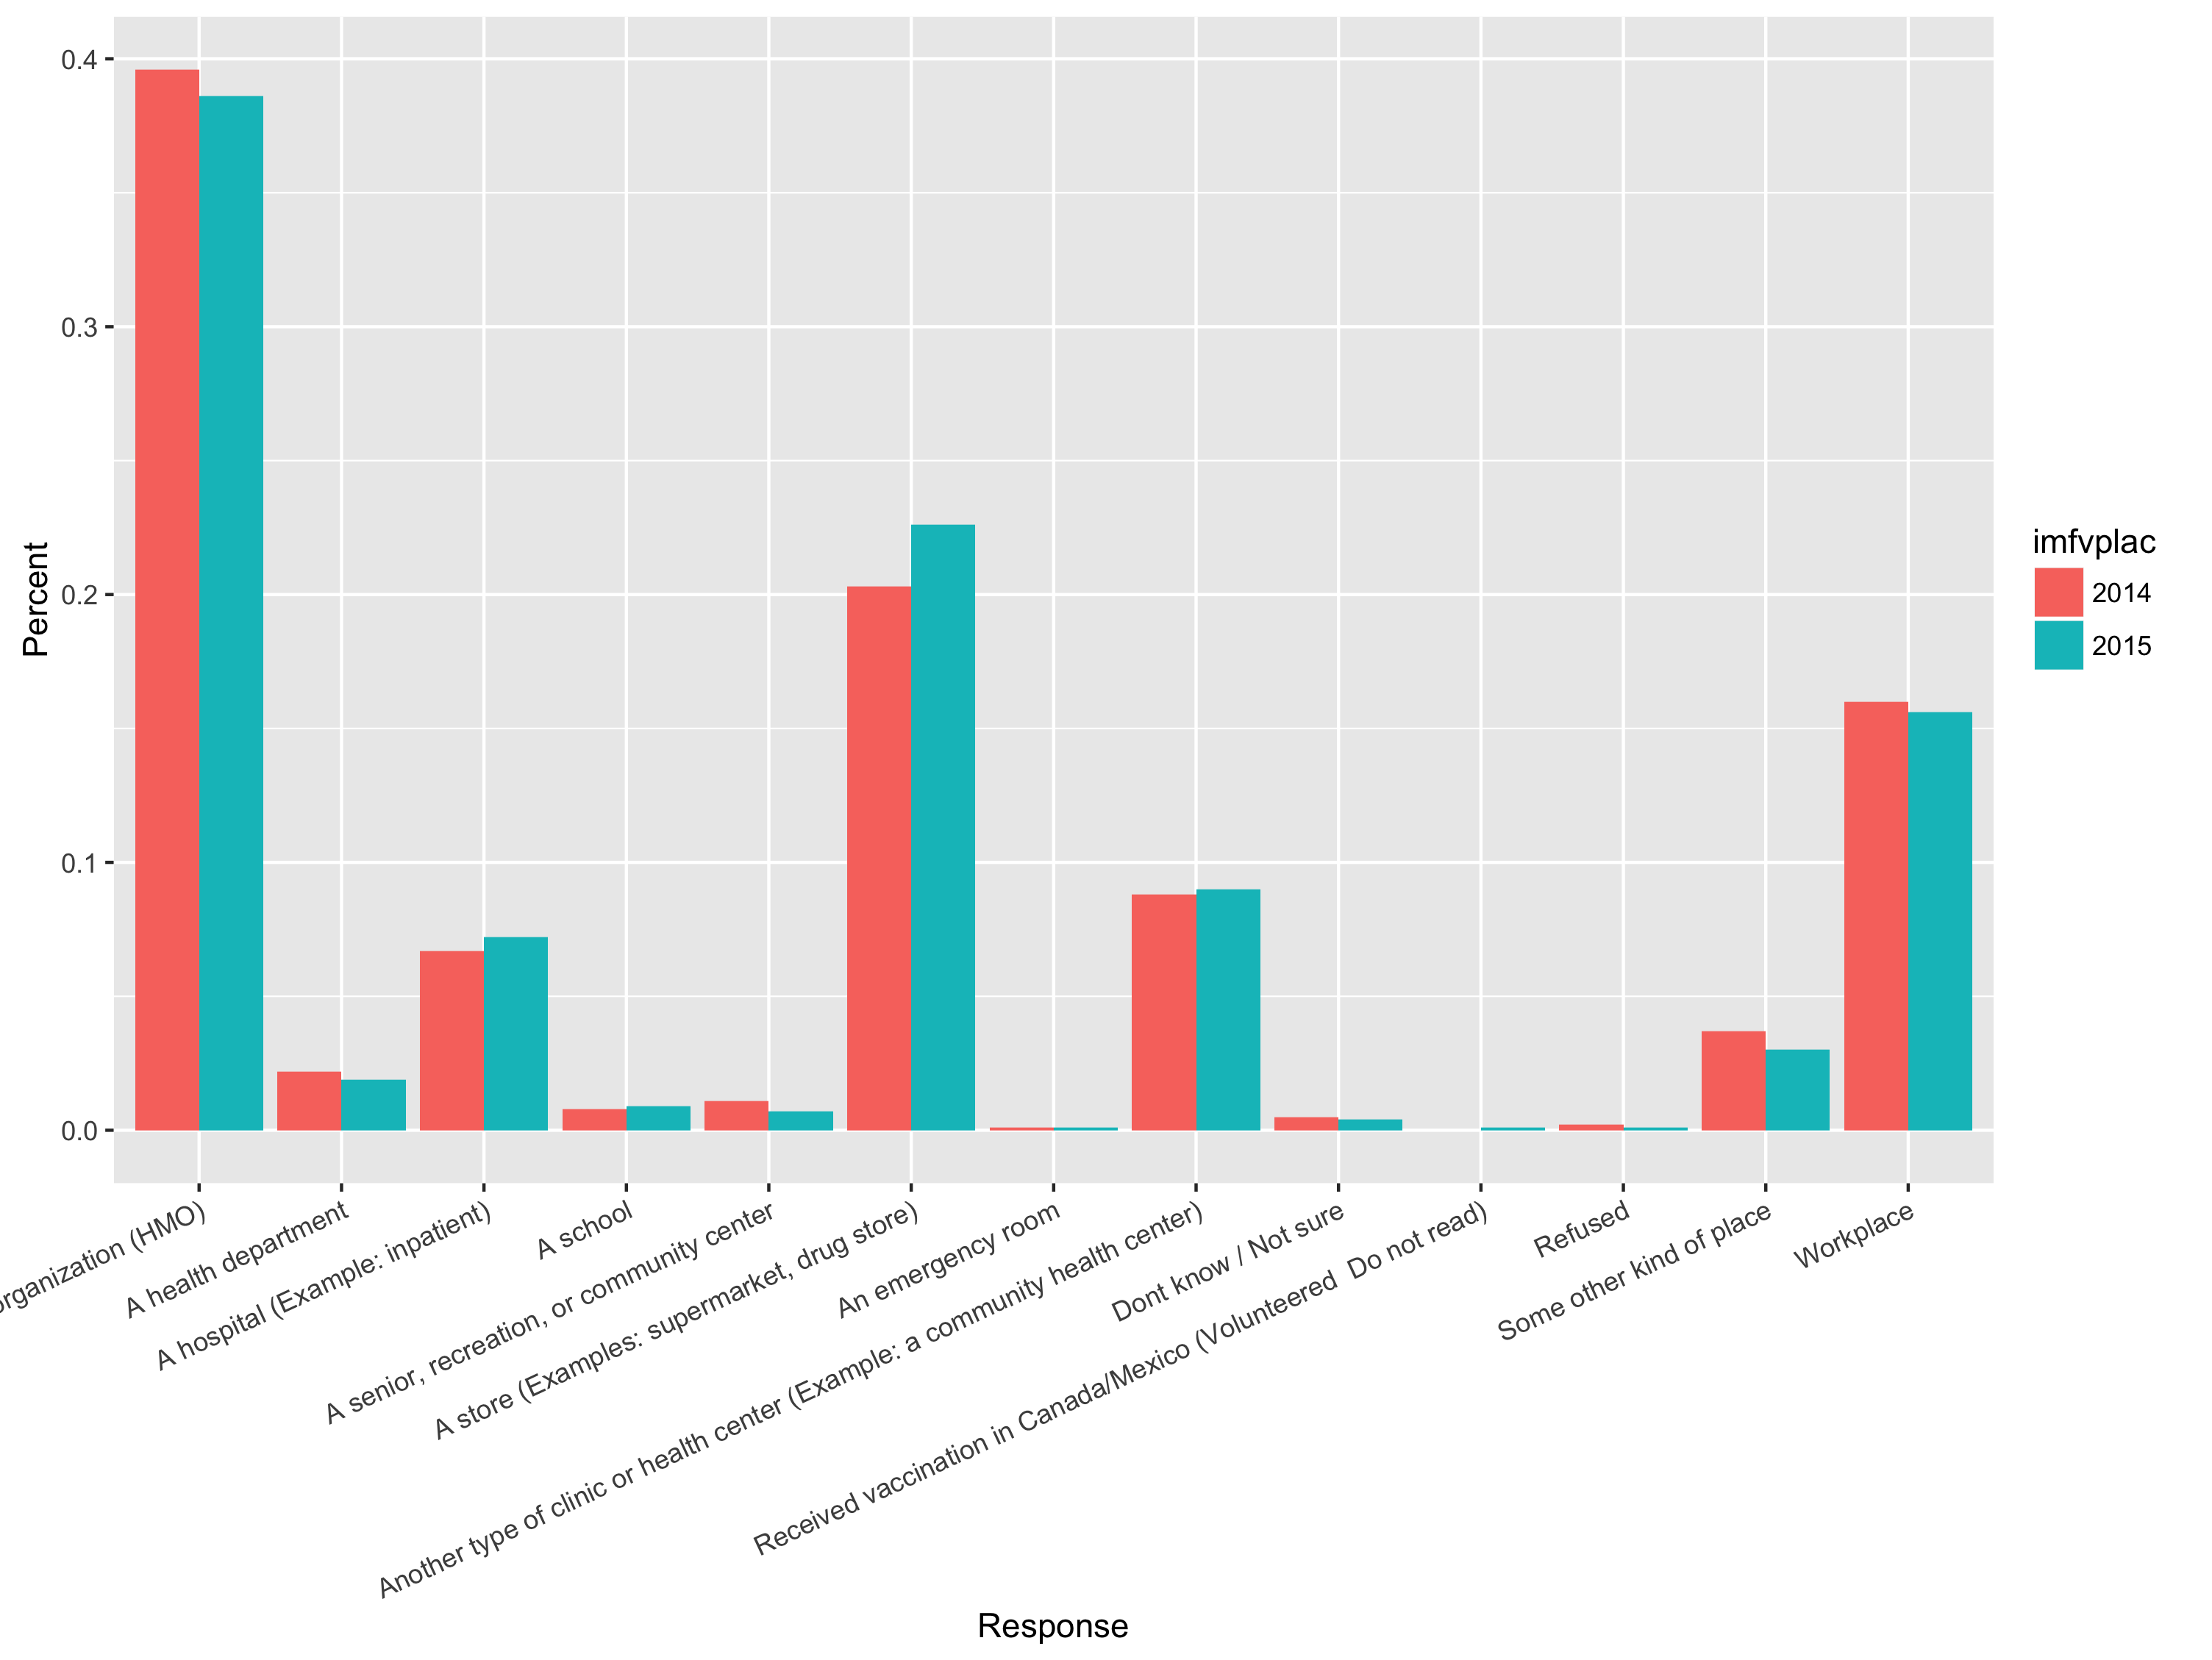 0.4
0.3
0.2
0.1
0.0
Percent
organization (HMO)
A health department
A hospital (Example: inpatient)
A school
A senior, recreation, or community center
A store (Examples: supermarket, drug store)
An emergency room
Another type of clinic or health center (Example: a community health center)
Dont know / Not sure
Received vaccination in Canada/Mexico (Volunteered  Do not read)
Refused
Some other kind of place
Workplace
Response
imfvplac
2014
2015